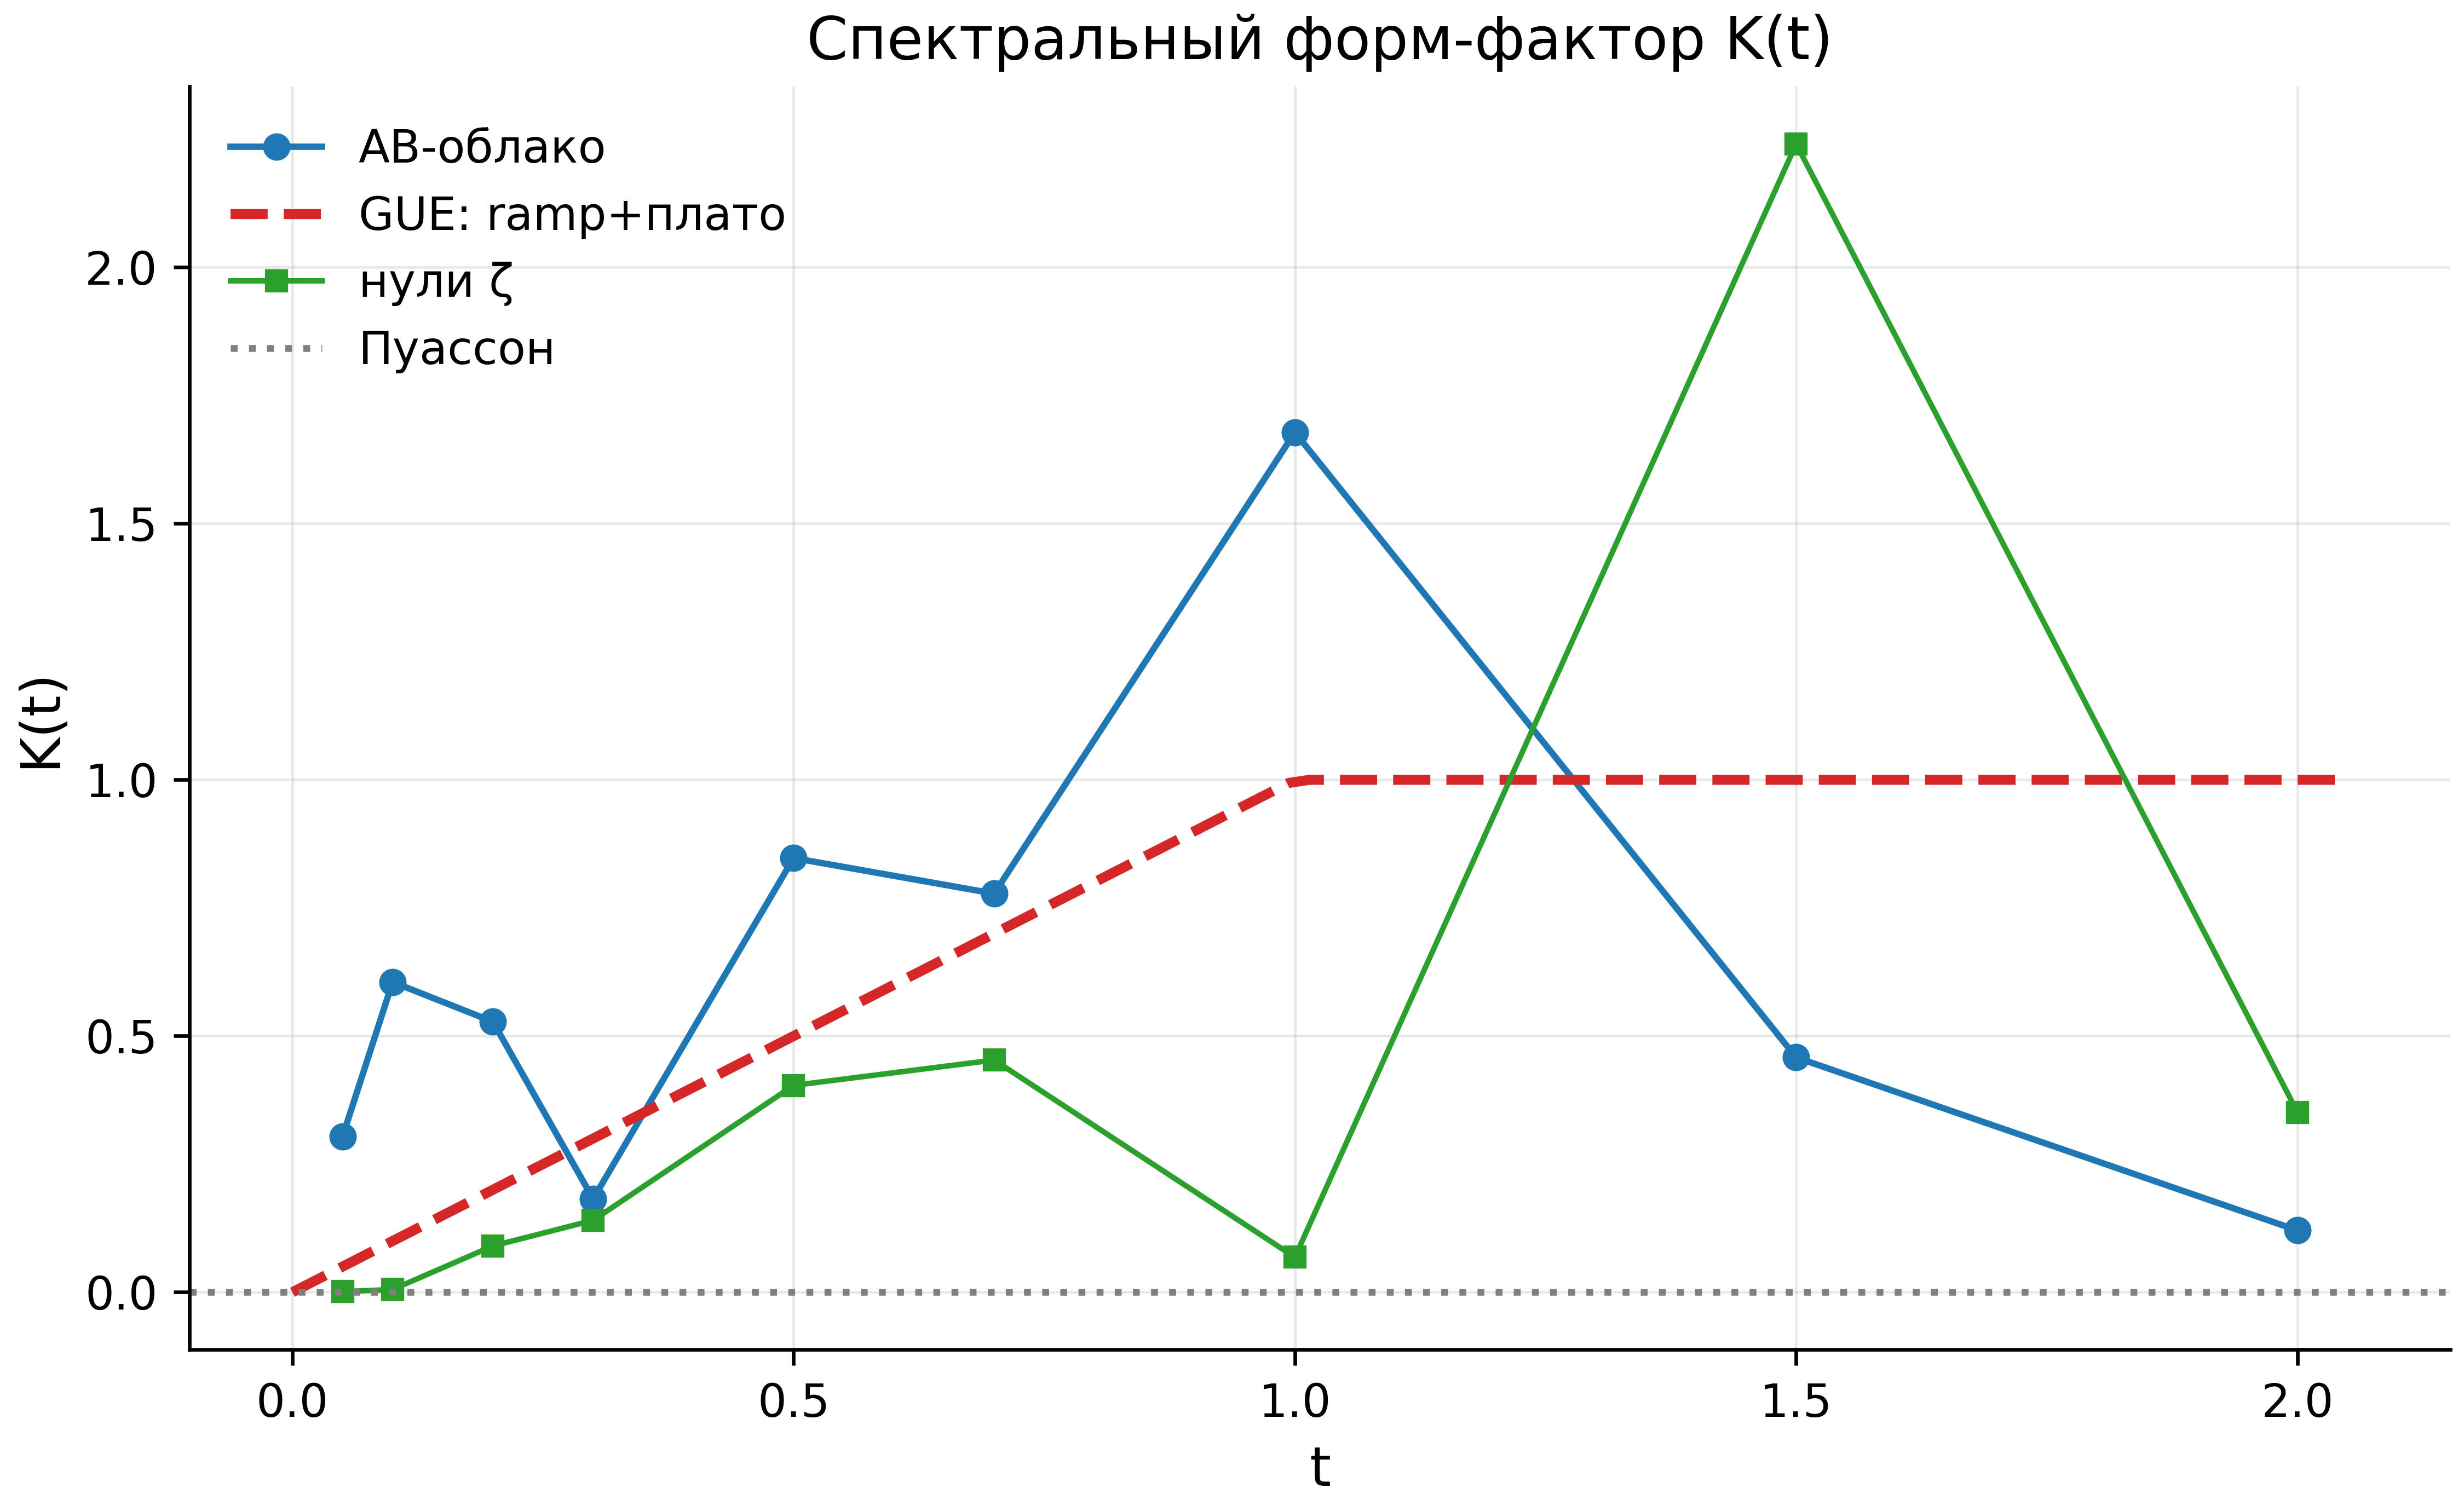 Спектральный форм-фактор K(t)
АВ-облако
GUE: ramp+плато
нули ζ
Пуассон
K(t)
2.0
1.5
1.0
0.5
0.0
0.0 0.5 1.0 1.5 2.0
t